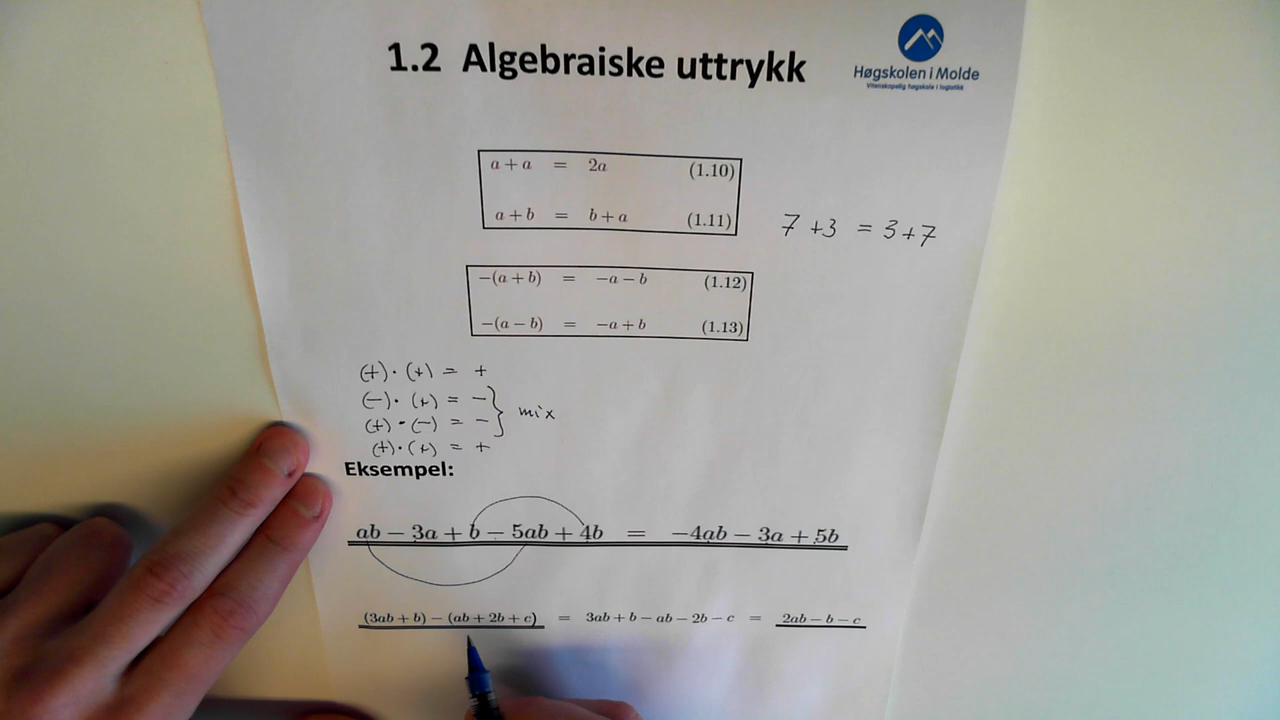 1.2 Algebraiske uttrykk
Høgskolen i Molde
Vitenskapelig høgskole i logistikk
a + a = 2a (1.10)
a + b = b + a (1.11)
7 + 3 = 3 + 7
−(a + b) = −a − b (1.12)
−(a − b) = −a + b (1.13)
(+)·(+) = +
(−)·(+) = −
(+)·(−) = −
mix
(+)·(+) = +
Eksempel:
ab − 3a + b − 5ab + 4b = −4ab − 3a + 5b
(3ab + b) − (ab + 2b + c) = 3ab + b − ab − 2b − c = 2ab − b − c